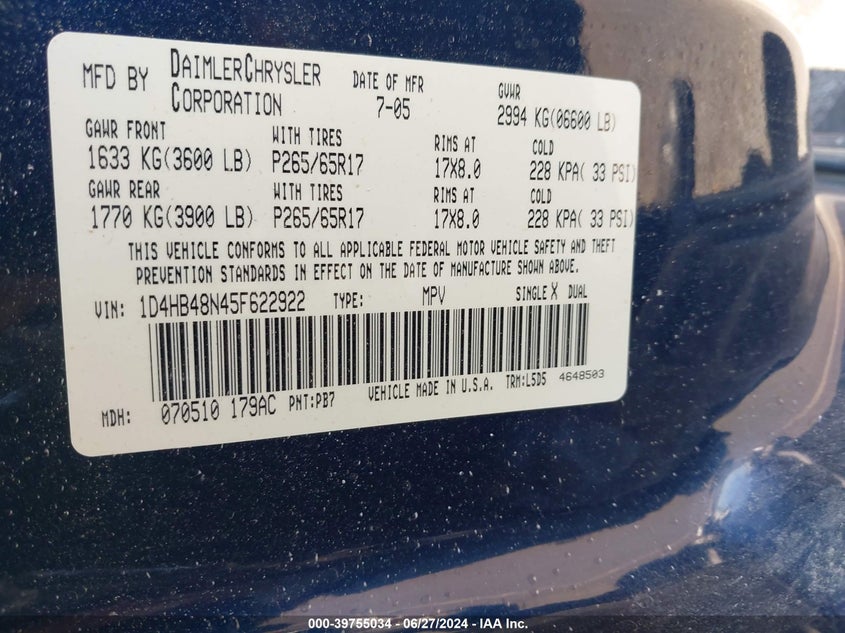 MFD BY DAIMLERCHRYSLER CORPORATION DATE OF MFR 7-05 GVWR 2994 KG(06600 LB)
GAWR FRONT WITH TIRES RIMS AT COLD
1633 KG(3600 LB) P265/65R17 17X8.0 228 KPA( 33 PSI)
GAWR REAR WITH TIRES RIMS AT COLD
1770 KG(3900 LB) P265/65R17 17X8.0 228 KPA( 33 PSI)
THIS VEHICLE CONFORMS TO ALL APPLICABLE FEDERAL MOTOR VEHICLE SAFETY AND THEFT
PREVENTION STANDARDS IN EFFECT ON THE DATE OF MANUFACTURE SHOWN ABOVE.
VIN: 1D4HB48N45F622922 TYPE: MPV SINGLE X DUAL
MDH: 070510 179AC PNT:PB7 VEHICLE MADE IN U.S.A. TRM:L5D5 4648503
000-39755034 - 06/27/2024 - IAA Inc.